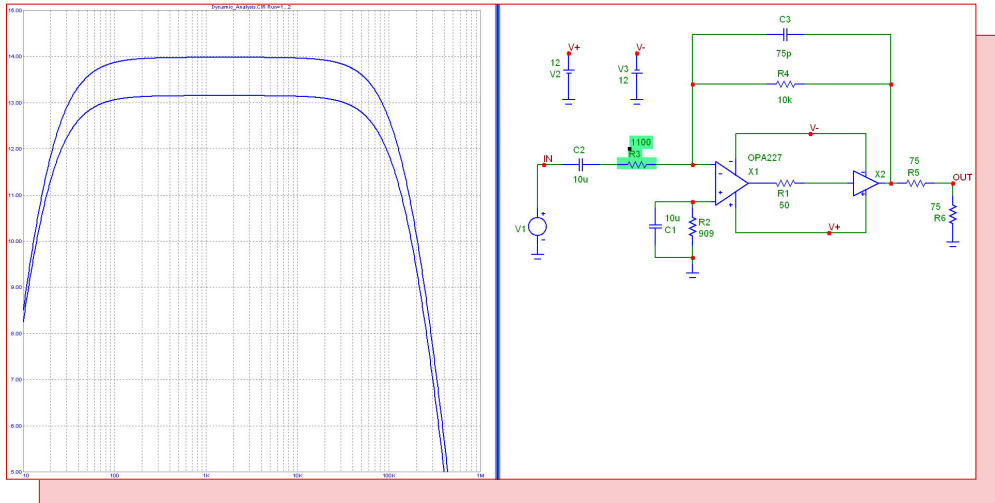 Dynamic_Analysis.CIR Run=1...2
15.00
14.00
13.00
12.00
11.00
10.00
9.00
8.00
7.00
6.00
5.00
10
100
1K
10K
100K
1M
C3
75p
R4
10k
V+
12
V2
V-
V3
12
1100
R3
IN
C2
10u
V1
OPA227
X1
V-
R1
50
X2
V+
75
R5
OUT
75
R6
10u
C1
R2
909